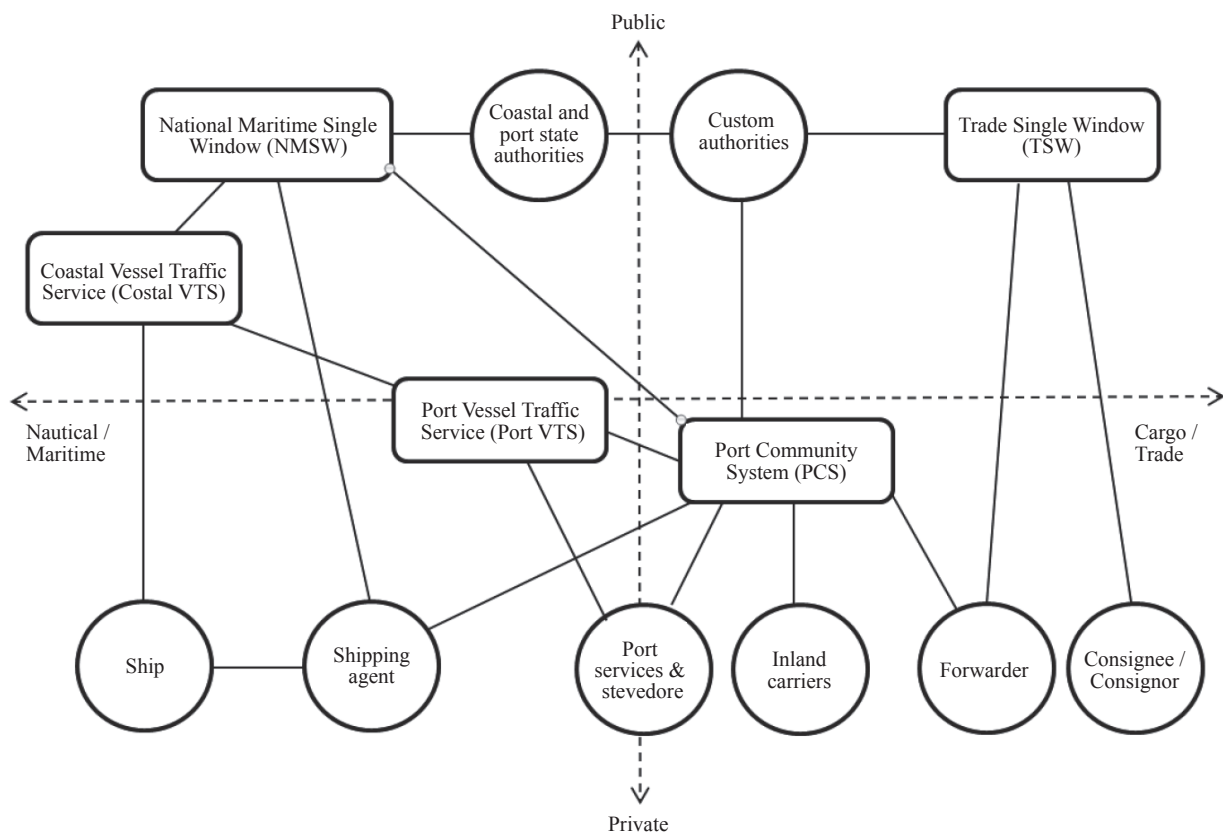 Public
National Maritime Single
Window (NMSW)
Coastal and
port state
authorities
Custom
authorities
Trade Single Window
(TSW)
Coastal Vessel Traffic
Service (Costal VTS)
Nautical /
Maritime
Port Vessel Traffic
Service (Port VTS)
Port Community
System (PCS)
Cargo /
Trade
Ship
Shipping
agent
Port
services &
stevedore
Inland
carriers
Forwarder
Consignee /
Consignor
Private